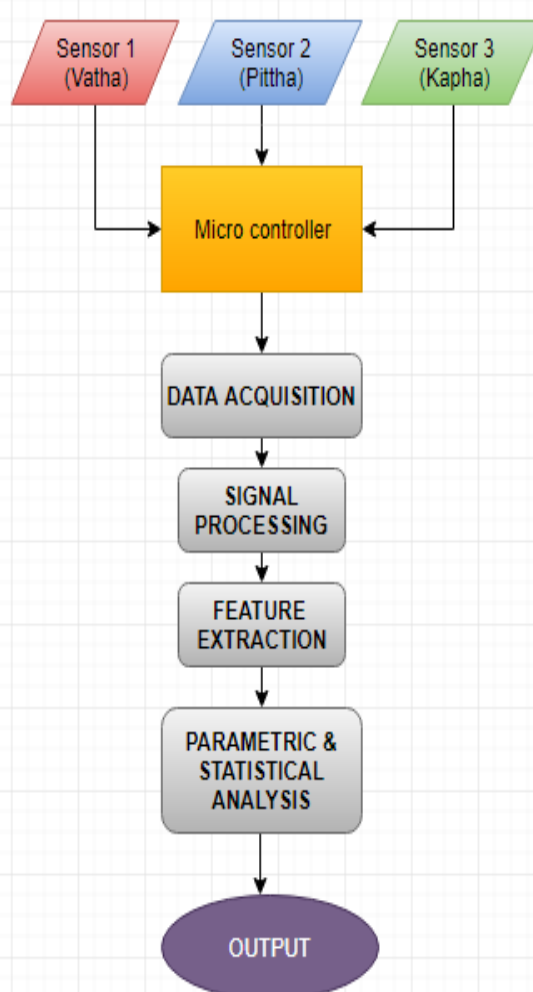 Sensor 1
(Vatha)
Sensor 2
(Pittha)
Sensor 3
(Kapha)
Micro controller
DATA ACQUISITION
SIGNAL
PROCESSING
FEATURE
EXTRACTION
PARAMETRIC &
STATISTICAL
ANALYSIS
OUTPUT